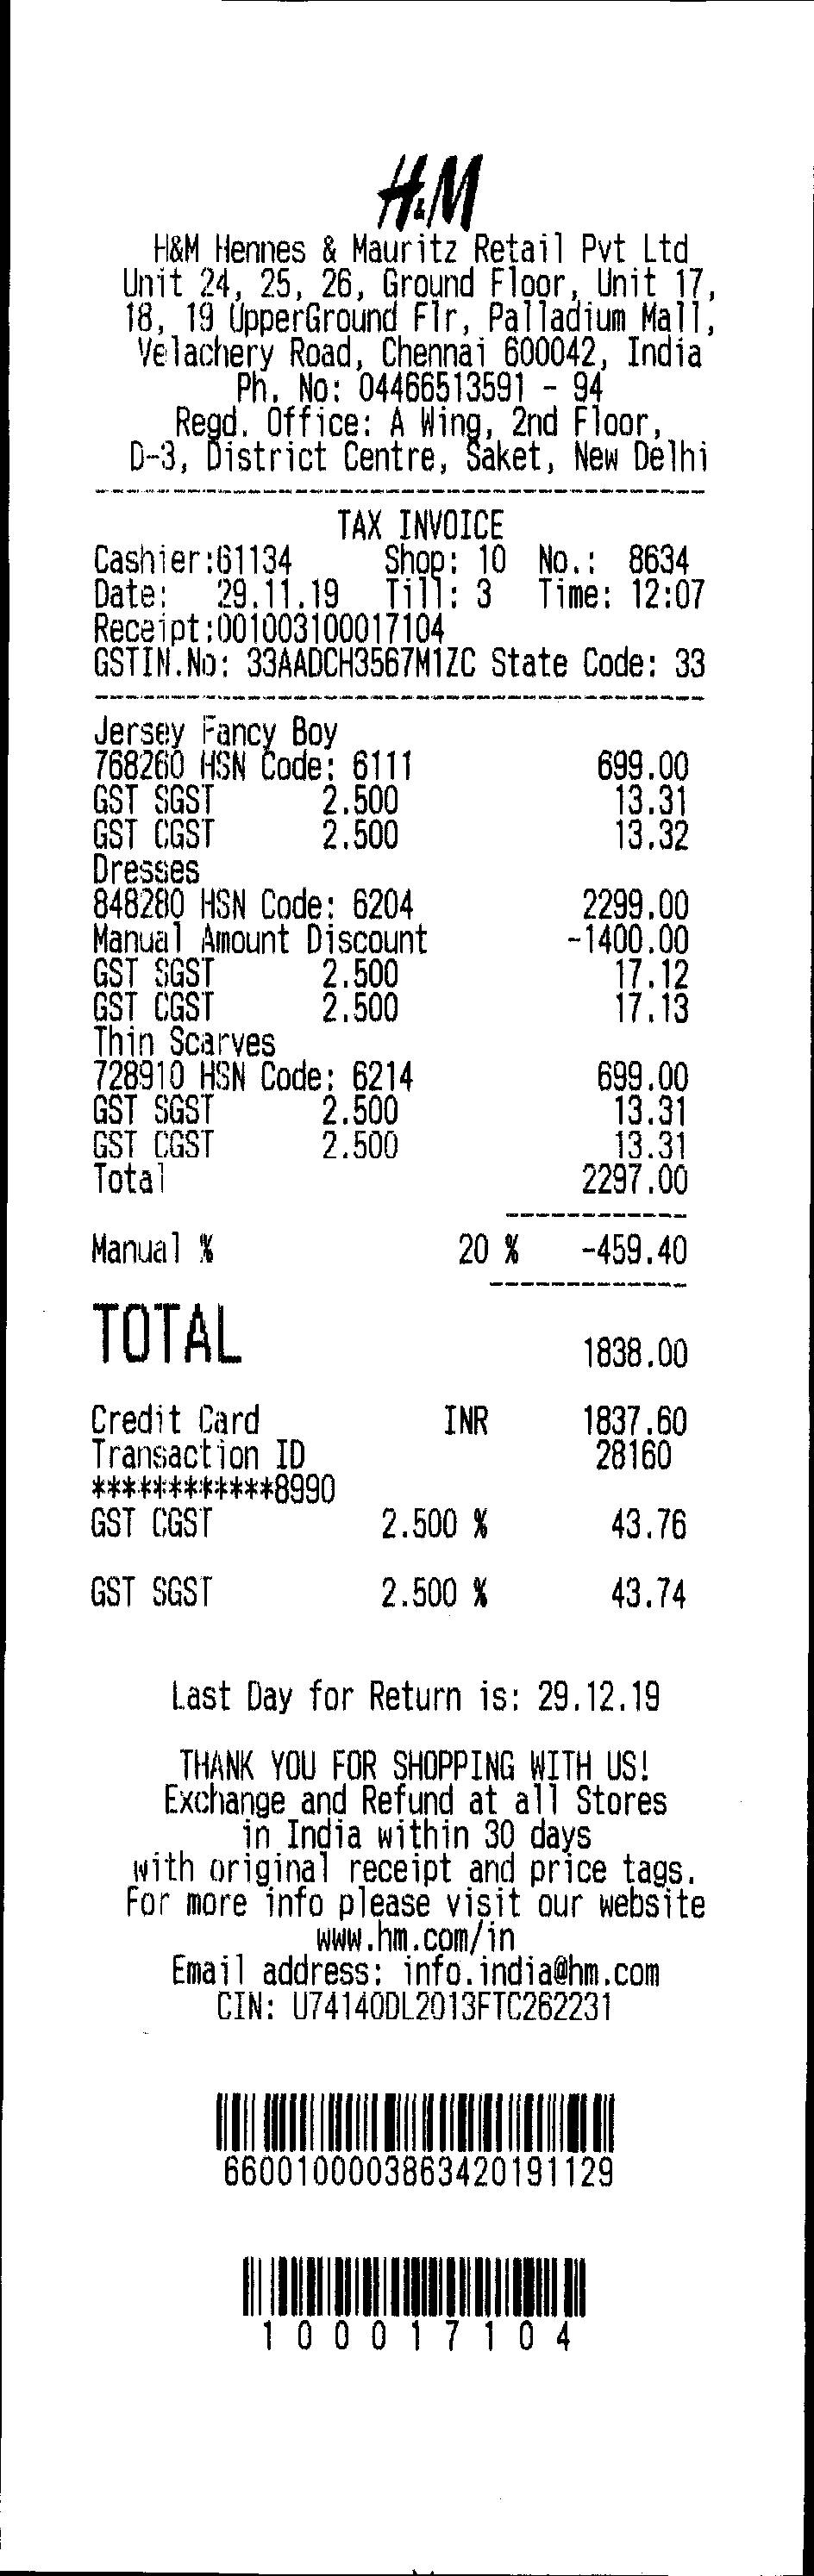 H&M
H&M Hennes & Mauritz Retail Pvt Ltd
Unit 24, 25, 26, Ground Floor, Unit 17,
18, 19 UpperGround Flr, Palladium Mall,
Velachery Road, Chennai 600042, India
Ph. No: 04466513591 - 94
Regd. Office: A Wing, 2nd Floor,
D-3, District Centre, Saket, New Delhi
TAX INVOICE
Cashier:61134 Shop: 10 No.: 8634
Date: 29.11.19 Till: 3 Time: 12:07
Receipt:001003100017104
GSTIN.No: 33AADCH3567M1ZC State Code: 33
Jersey Fancy Boy
768260 HSN Code: 6111 699.00
GST SGST 2.500 13.31
GST CGST 2.500 13.32
Dresses
848280 HSN Code: 6204 2299.00
Manual Amount Discount -1400.00
GST SGST 2.500 17.12
GST CGST 2.500 17.13
Thin Scarves
728910 HSN Code: 6214 699.00
GST SGST 2.500 13.31
GST CGST 2.500 13.31
Total 2297.00
Manual % 20 % -459.40
TOTAL 1838.00
Credit Card INR 1837.60
Transaction ID 28160
************8990
GST CGST 2.500 % 43.76
GST SGST 2.500 % 43.74
Last Day for Return is: 29.12.19
THANK YOU FOR SHOPPING WITH US!
Exchange and Refund at all Stores
in India within 30 days
with original receipt and price tags.
For more info please visit our website
www.hm.com/in
Email address: info.india@hm.com
CIN: U74140DL2013FTC262231
6600100003863420191129
1 0 0 0 1 7 1 0 4